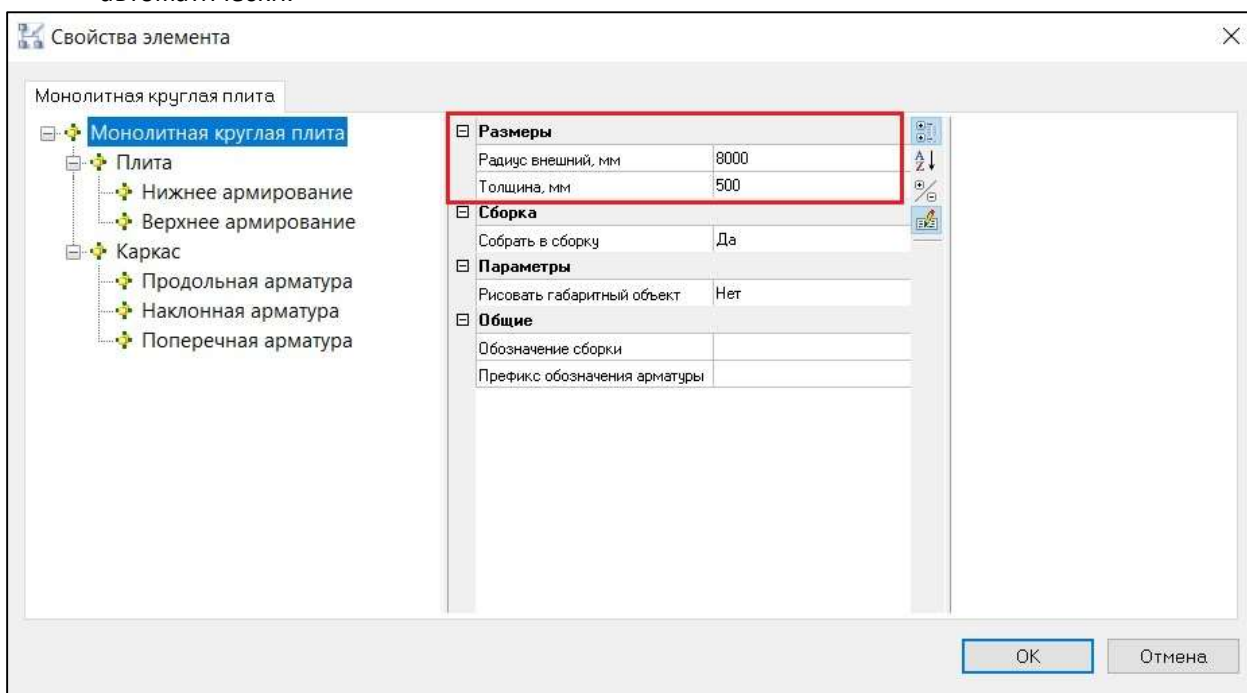 Свойства элемента
Монолитная круглая плита
Монолитная круглая плита
Плита
Нижнее армирование
Верхнее армирование
Каркас
Продольная арматура
Наклонная арматура
Поперечная арматура
Размеры
Радиус внешний, мм 8000
Толщина, мм 500
Сборка
Собрать в сборку Да
Параметры
Рисовать габаритный объект Нет
Общие
Обозначение сборки
Префикс обозначения арматуры
OK Отмена